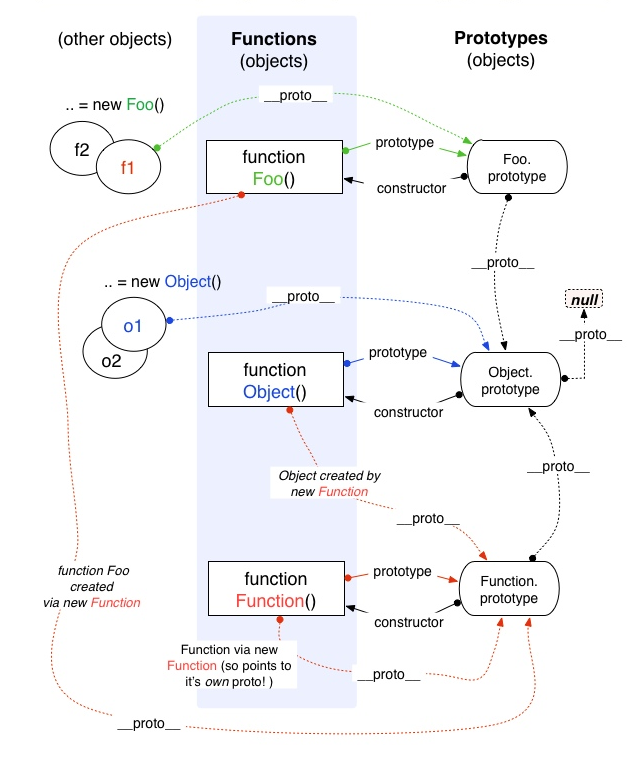 (other objects)
Functions
(objects)
Prototypes
(objects)
__proto__
.. = new Foo()
f2
f1
function
Foo()
prototype
constructor
Foo.
prototype
__proto__
.. = new Object()
__proto__
null
__proto__
o1
o2
function
Object()
prototype
constructor
Object.
prototype
Object created by
new Function
__proto__
__proto__
function Foo
created
via new Function
function
Function()
prototype
constructor
Function.
prototype
Function via new
Function (so points to
it's own proto! )
__proto__
__proto__